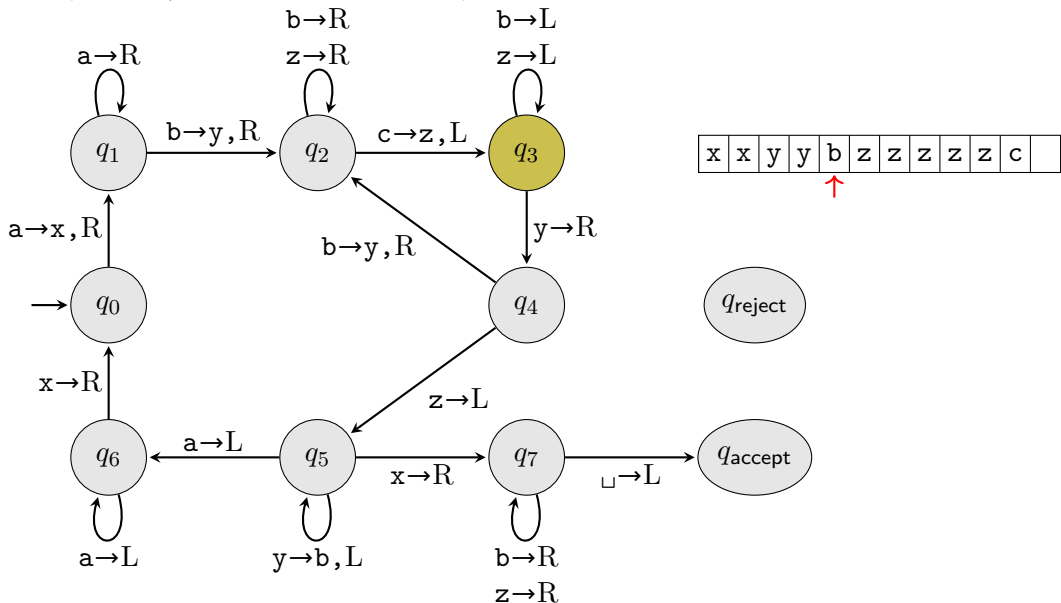 b→R
b→L
a→R
z→R
z→L
b→y,R
c→z,L
q1
q2
q3
x x y y b z z z z z c
↑
a→x,R
b→y,R
y→R
q0
q4
qreject
x→R
z→L
a→L
q6
q5
q7
qaccept
x→R
␣→L
a→L
y→b,L
b→R
z→R